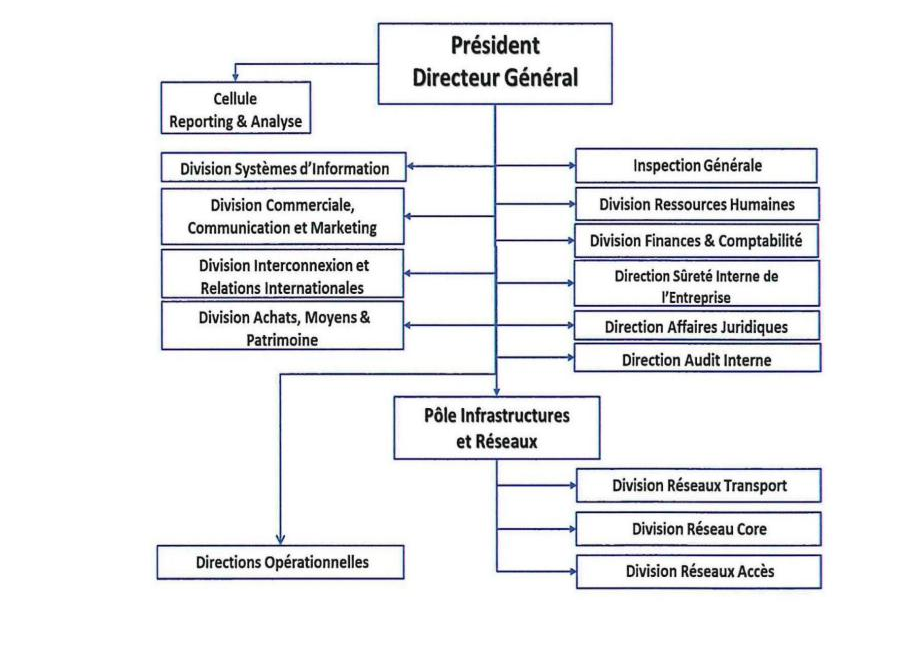 Président
Directeur Général
Cellule
Reporting & Analyse
Division Systèmes d'Information
Inspection Générale
Division Commerciale,
Communication et Marketing
Division Ressources Humaines
Division Finances & Comptabilité
Division Interconnexion et
Relations Internationales
Direction Sûreté Interne de
l'Entreprise
Division Achats, Moyens &
Patrimoine
Direction Affaires Juridiques
Direction Audit Interne
Pôle Infrastructures
et Réseaux
Division Réseaux Transport
Division Réseau Core
Directions Opérationnelles
Division Réseaux Accès